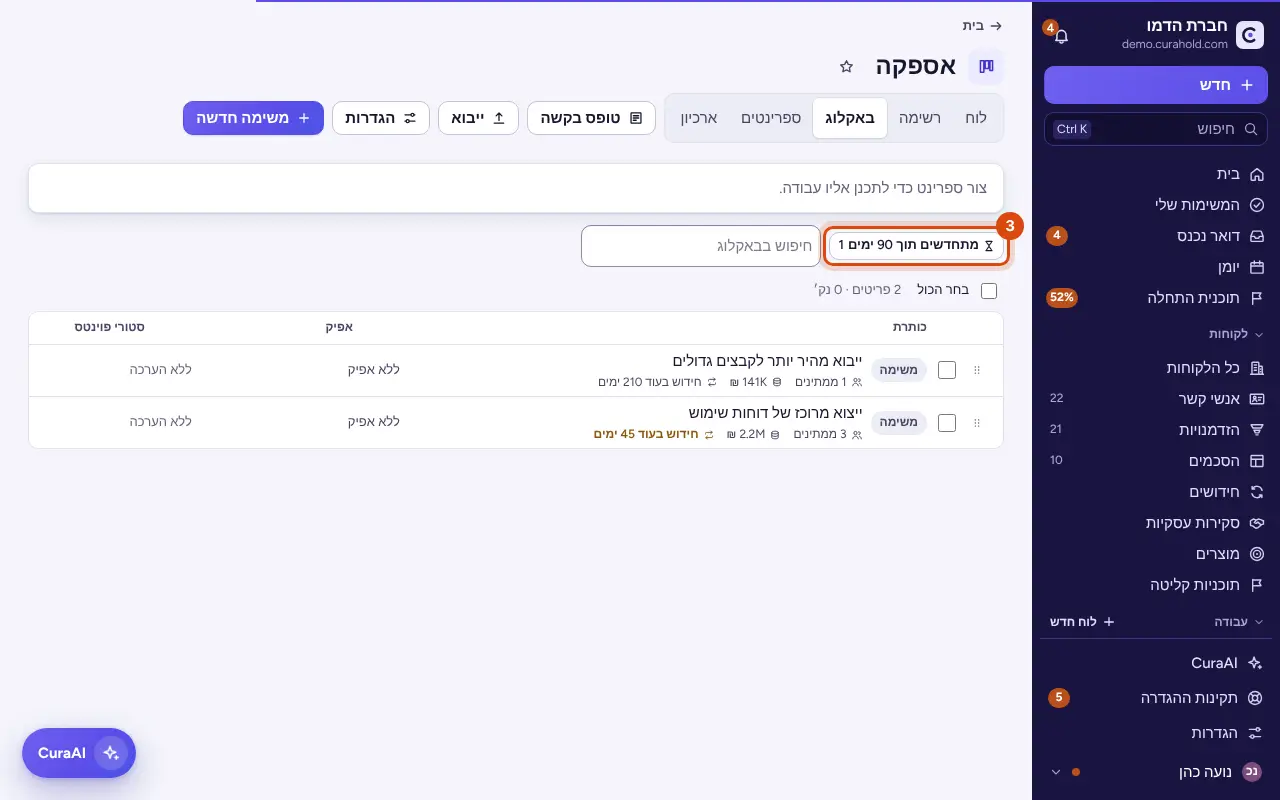 חברת הדמו
demo.curahold.com
4
חדש
חיפוש
Ctrl K
בית
המשימות שלי
דואר נכנס
4
יומן
תוכנית התחלה
52%
לקוחות
כל הלקוחות
אנשי קשר
22
הזדמנויות
21
הסכמים
10
חידושים
סקירות עסקיות
מוצרים
תוכניות קליטה
עבודה
לוח חדש
CuraAI
תקינות ההגדרה
5
הגדרות
נכ
נועה כהן
בית
אספקה
לוח
רשימה
באקלוג
ספרינטים
ארכיון
טופס בקשה
ייבוא
הגדרות
משימה חדשה
צור ספרינט כדי לתכנן אליו עבודה.
3
מתחדשים תוך 90 ימים 1
חיפוש בבאקלוג
בחר הכול
2 פריטים · 0 נק׳
כותרת
אפיק
סטורי פוינטס
משימה
ייבוא מהיר יותר לקבצים גדולים
1 ממתינים
141K ₪
חידוש בעוד 210 ימים
ללא אפיק
ללא הערכה
משימה
ייצוא מרוכז של דוחות שימוש
3 ממתינים
2.2M ₪
חידוש בעוד 45 ימים
ללא אפיק
ללא הערכה
CuraAI